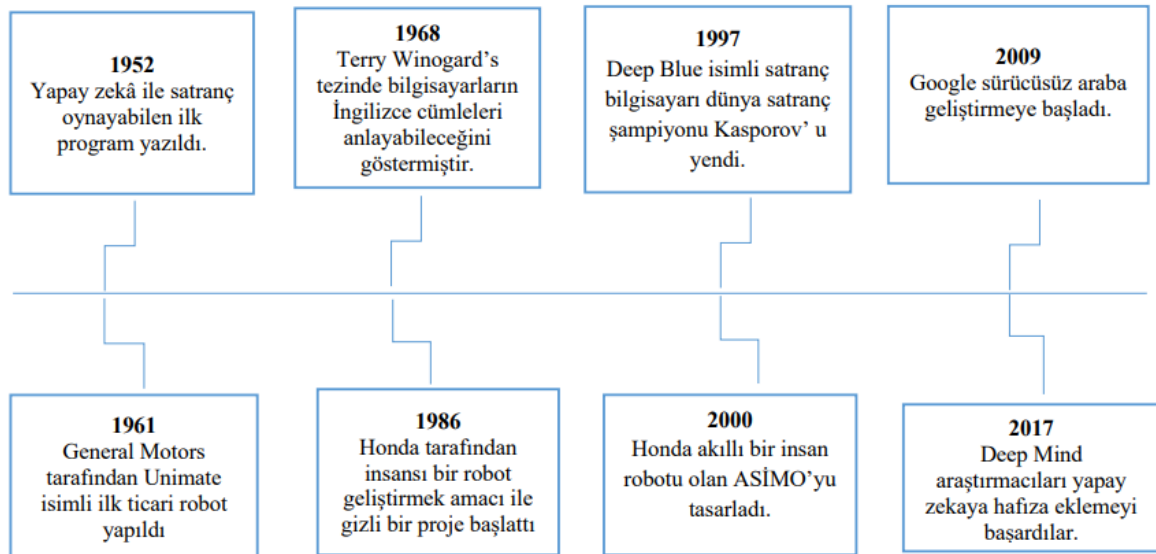 1952
Yapay zekâ ile satranç
oynayabilen ilk
program yazıldı.
1968
Terry Winogard’s
tezinde bilgisayarların
İngilizce cümleleri
anlayabileceğini
göstermiştir.
1997
Deep Blue isimli satranç
bilgisayarı dünya satranç
şampiyonu Kasporov’ u
yendi.
2009
Google sürücüsüz araba
geliştirmeye başladı.
1961
General Motors
tarafından Unimate
isimli ilk ticari robot
yapıldı
1986
Honda tarafından
insansı bir robot
geliştirmek amacı ile
gizli bir proje başlattı
2000
Honda akıllı bir insan
robotu olan ASİMO’yu
tasarladı.
2017
Deep Mind
araştırmacıları yapay
zekaya hafıza eklemeyi
başardılar.